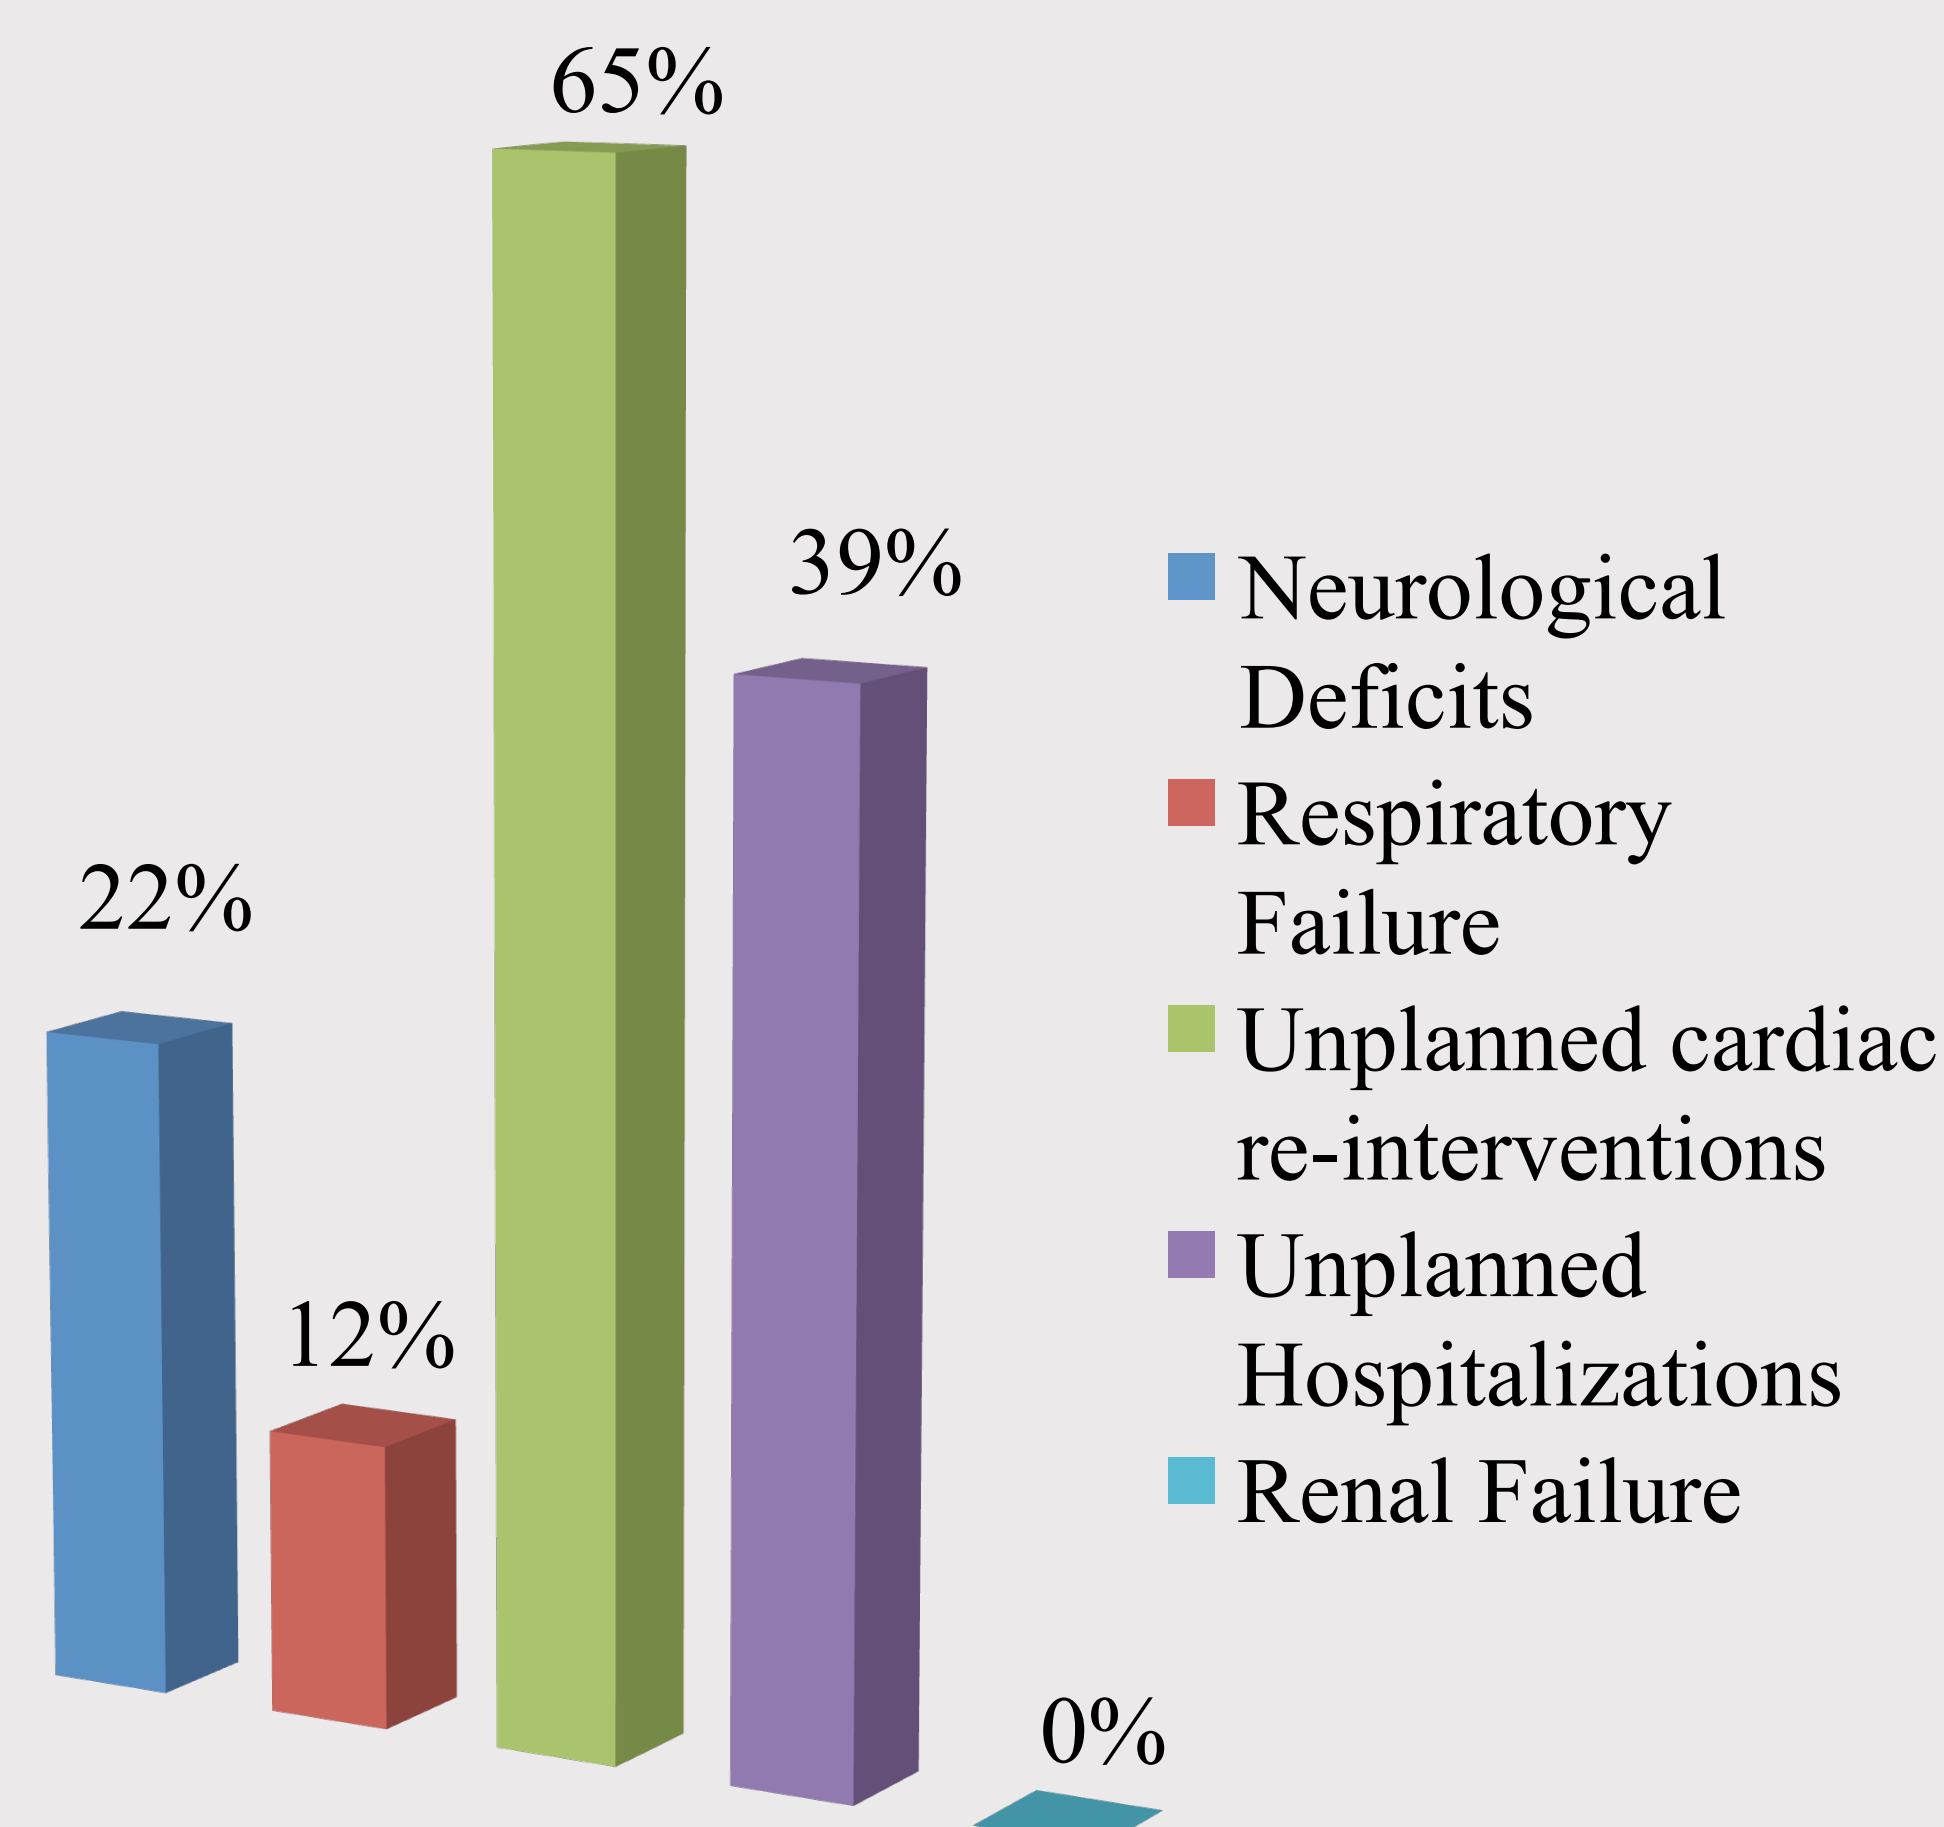 65%
39%
22%
12%
0%
Neurological
Deficits
Respiratory
Failure
Unplanned cardiac
re-interventions
Unplanned
Hospitalizations
Renal Failure